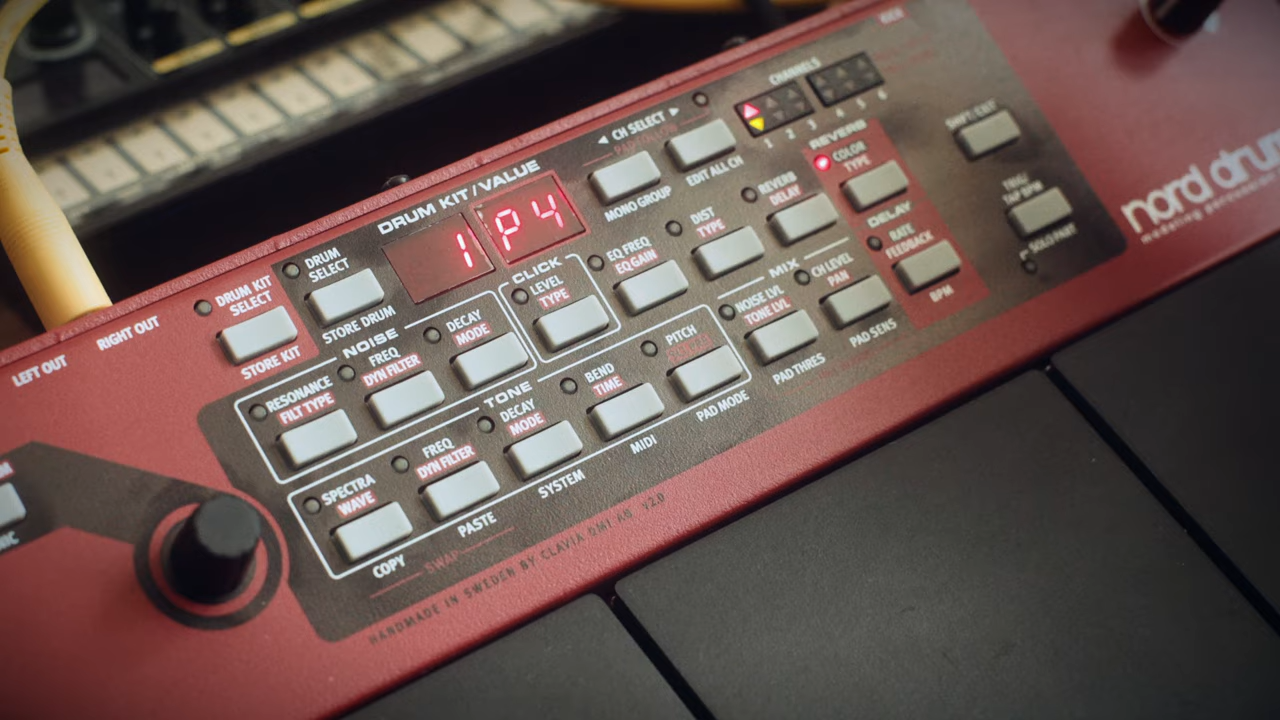 LEFT OUT
RIGHT OUT
DRUM KIT
SELECT
STORE KIT
DRUM
SELECT
STORE DRUM
DRUM KIT / VALUE
1
P4
◄ CH SELECT ►
MONO GROUP
EDIT ALL CH
CHANNELS
1 2 3 4 5 6
REVERB
COLOR
TYPE
DELAY
RATE
FEEDBACK
BPM
SHIFT/EXIT
TAP BPM
SOLO PART
nord drum
NOISE
RESONANCE
FILT TYPE
FREQ
DYN FILTER
DECAY
MODE
CLICK
LEVEL
TYPE
EQ FREQ
EQ GAIN
DIST
TYPE
REVERB
DELAY
TONE
SPECTRA
WAVE
COPY
SWAP
FREQ
DYN FILTER
PASTE
DECAY
MODE
SYSTEM
BEND
TIME
MIDI
PITCH
PAD MODE
MIX
NOISE LVL
TONE LVL
PAD THRES
CH LEVEL
PAN
PAD SENS
HANDMADE IN SWEDEN BY CLAVIA DMI AB V2.0